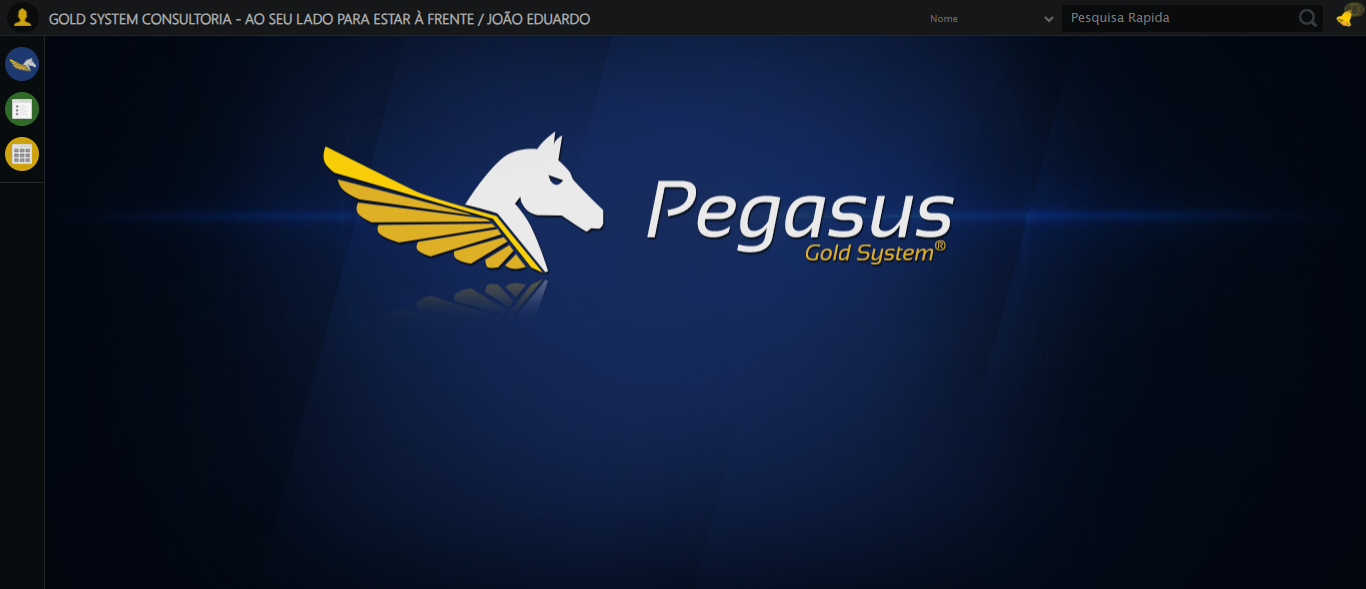 GOLD SYSTEM CONSULTORIA - AO SEU LADO PARA ESTAR À FRENTE / JOÃO EDUARDO
Nome
Pesquisa Rapida
Pegasus
Gold System®